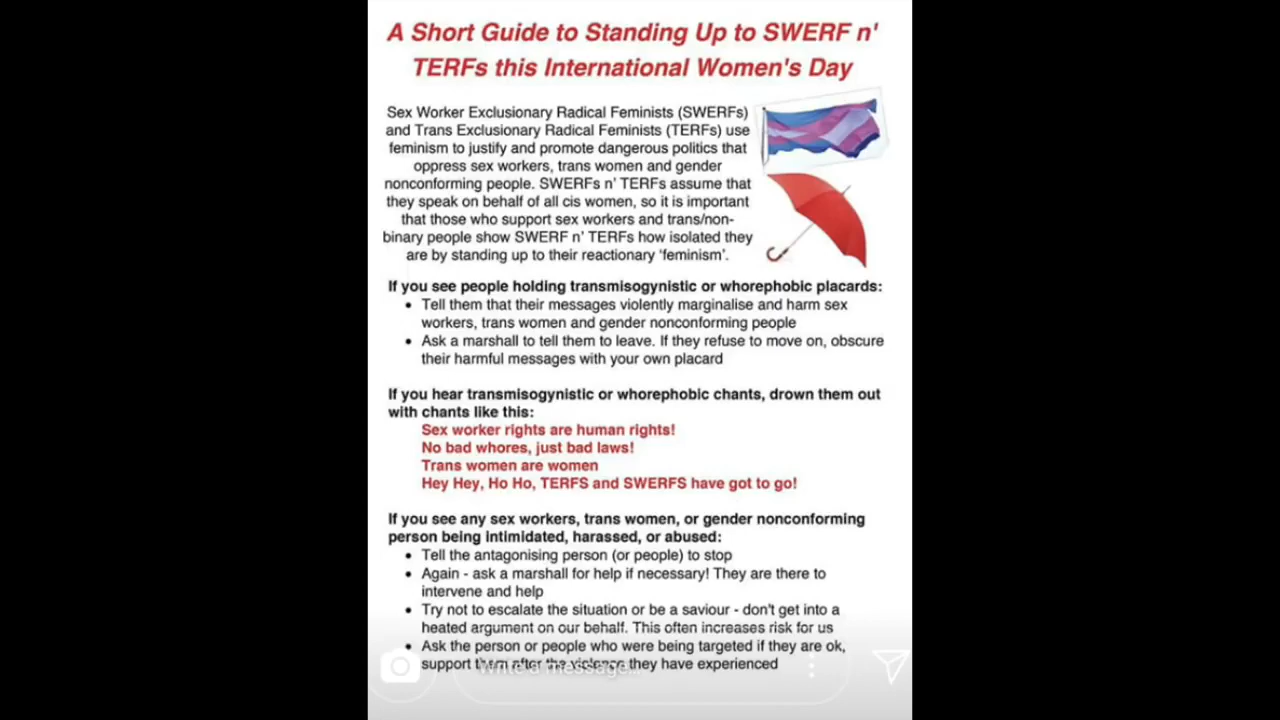 A Short Guide to Standing Up to SWERF n'
TERFs this International Women's Day
Sex Worker Exclusionary Radical Feminists (SWERFs)
and Trans Exclusionary Radical Feminists (TERFs) use
feminism to justify and promote dangerous politics that
oppress sex workers, trans women and gender
nonconforming people. SWERFs n' TERFs assume that
they speak on behalf of all cis women, so it is important
that those who support sex workers and trans/non-
binary people show SWERF n' TERFs how isolated they
are by standing up to their reactionary 'feminism'.
If you see people holding transmisogynistic or whorephobic placards:
• Tell them that their messages violently marginalise and harm sex
workers, trans women and gender nonconforming people
• Ask a marshall to tell them to leave. If they refuse to move on, obscure
their harmful messages with your own placard
If you hear transmisogynistic or whorephobic chants, drown them out
with chants like this:
Sex worker rights are human rights!
No bad whores, just bad laws!
Trans women are women
Hey Hey, Ho Ho, TERFS and SWERFS have got to go!
If you see any sex workers, trans women, or gender nonconforming
person being intimidated, harassed, or abused:
• Tell the antagonising person (or people) to stop
• Again - ask a marshall for help if necessary! They are there to
intervene and help
• Try not to escalate the situation or be a saviour - don't get into a
heated argument on our behalf. This often increases risk for us
• Ask the person or people who were being targeted if they are ok,
support them after the violence they have experienced
Write a message...